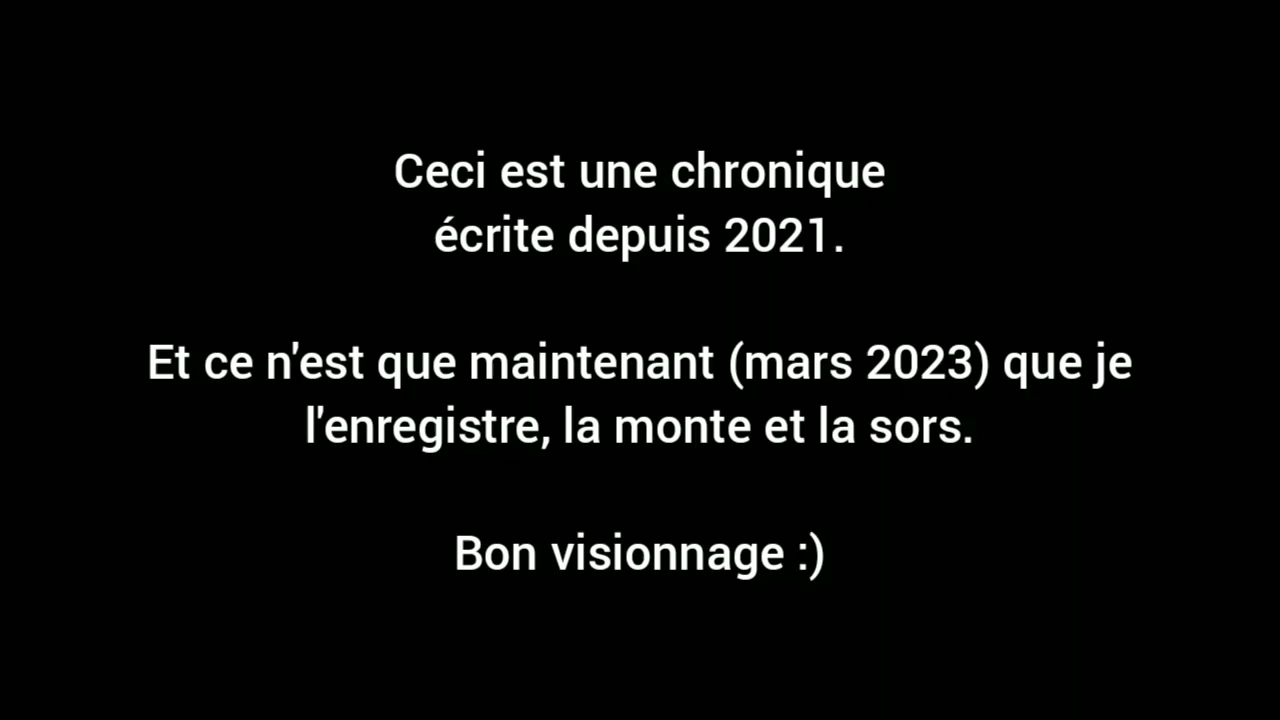 Ceci est une chronique
écrite depuis 2021.
Et ce n'est que maintenant (mars 2023) que je
l'enregistre, la monte et la sors.
Bon visionnage :)